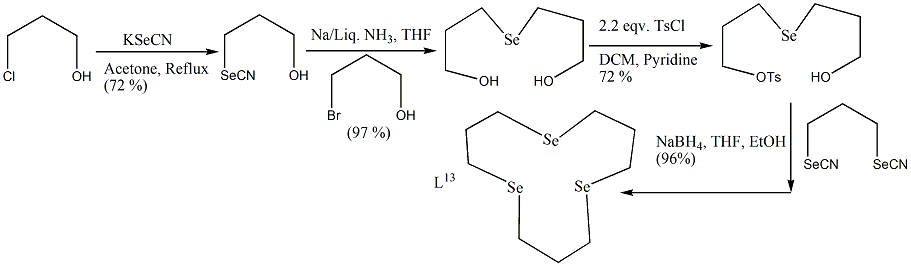 Cl
OH
KSeCN
Acetone, Reflux
(72 %)
SeCN
OH
Na/Liq. NH3, THF
Br
OH
(97 %)
Se
OH
HO
2.2 eqv. TsCl
DCM, Pyridine
72 %
Se
OTs
HO
NaBH4, THF, EtOH
(96%)
SeCN
SeCN
L13
Se
Se
Se